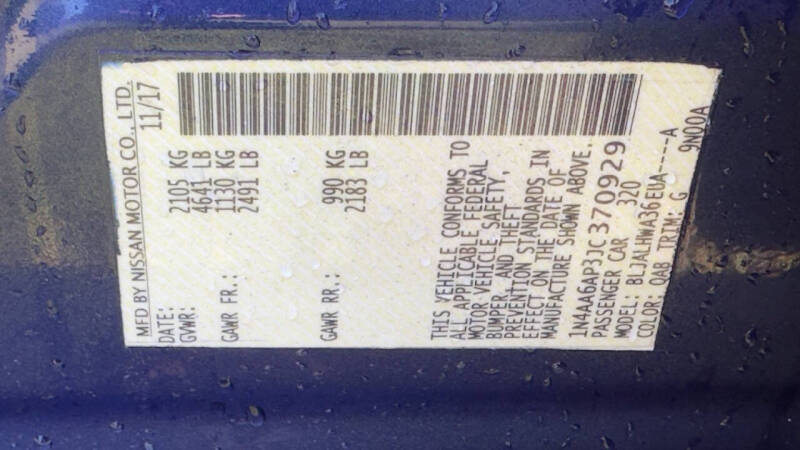 MFD BY NISSAN MOTOR CO., LTD.
DATE: 11/17
GVWR: 2105 KG
4641 LB
GAWR FR.: 1130 KG
2491 LB
GAWR RR.: 990 KG
2183 LB
THIS VEHICLE CONFORMS TO
ALL APPLICABLE FEDERAL
MOTOR VEHICLE SAFETY,
BUMPER, AND THEFT
PREVENTION STANDARDS IN
EFFECT ON THE DATE OF
MANUFACTURE SHOWN ABOVE.
1N4AA6AP3JC370929
PASSENGER CAR 320
MODEL: BLJALHWA36EUA----A
COLOR: QAB TRIM: G 9N00A